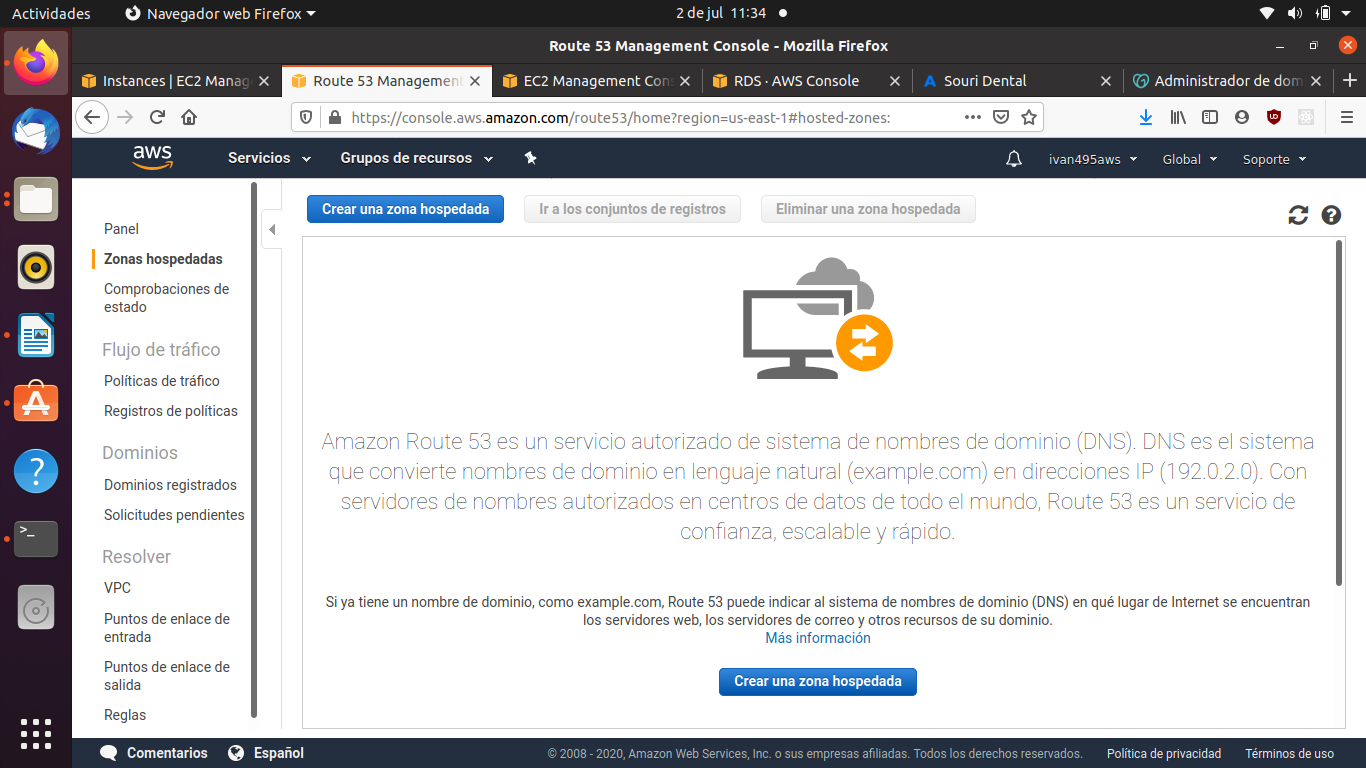 Actividades
Navegador web Firefox
2 de jul 11:34
Route 53 Management Console - Mozilla Firefox
Instances | EC2 Manag
Route 53 Management
EC2 Management Con
RDS · AWS Console
Souri Dental
Administrador de dom
https://console.aws.amazon.com/route53/home?region=us-east-1#hosted-zones:
aws
Servicios
Grupos de recursos
ivan495aws
Global
Soporte
Panel
Zonas hospedadas
Comprobaciones de
estado
Flujo de tráfico
Políticas de tráfico
Registros de políticas
Dominios
Dominios registrados
Solicitudes pendientes
Resolver
VPC
Puntos de enlace de
entrada
Puntos de enlace de
salida
Reglas
Crear una zona hospedada
Ir a los conjuntos de registros
Eliminar una zona hospedada
Amazon Route 53 es un servicio autorizado de sistema de nombres de dominio (DNS). DNS es el sistema
que convierte nombres de dominio en lenguaje natural (example.com) en direcciones IP (192.0.2.0). Con
servidores de nombres autorizados en centros de datos de todo el mundo, Route 53 es un servicio de
confianza, escalable y rápido.
Si ya tiene un nombre de dominio, como example.com, Route 53 puede indicar al sistema de nombres de dominio (DNS) en qué lugar de Internet se encuentran
los servidores web, los servidores de correo y otros recursos de su dominio.
Más información
Crear una zona hospedada
Comentarios
Español
© 2008 - 2020, Amazon Web Services, Inc. o sus empresas afiliadas. Todos los derechos reservados.
Política de privacidad
Términos de uso